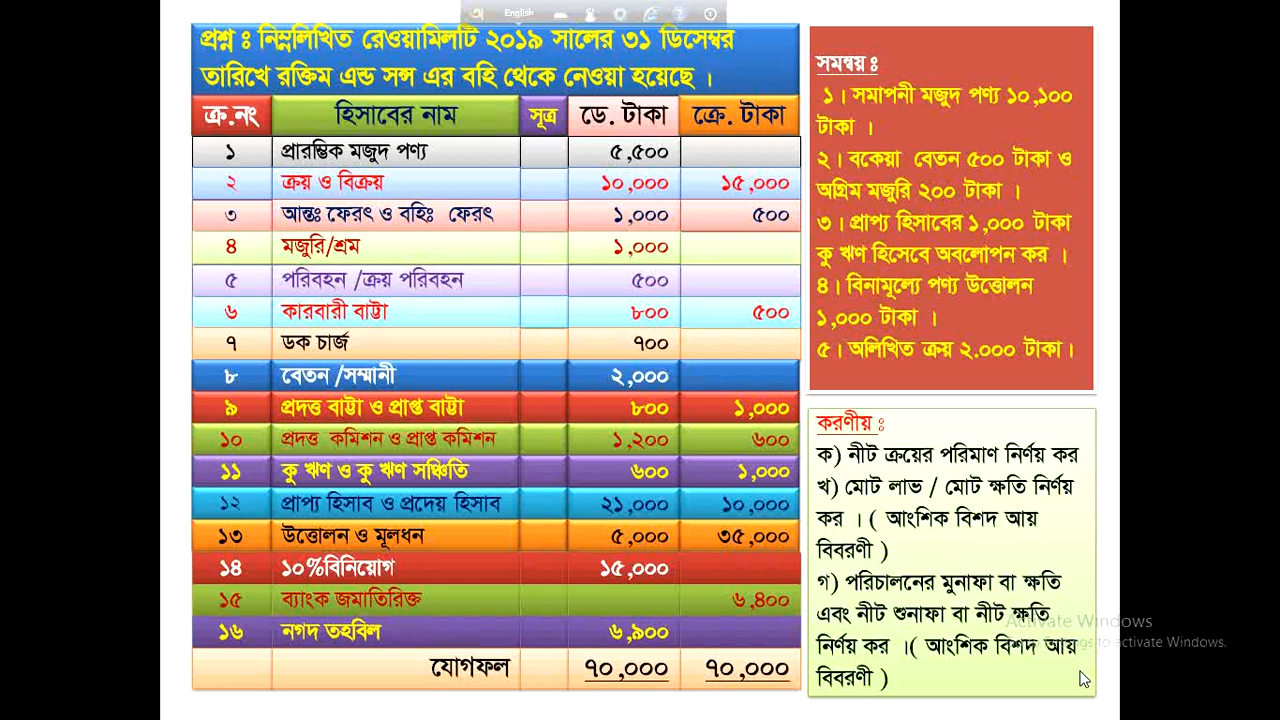 English
প্রশ্ন ঃ নিম্নলিখিত রেওয়ামিলটি ২০১৯ সালের ৩১ ডিসেম্বর
তারিখে রক্তিম এন্ড সন্স এর বহি থেকে নেওয়া হয়েছে ।
ক্র.নং হিসাবের নাম সূত্র ডে. টাকা ক্রে. টাকা
১ প্রারম্ভিক মজুদ পণ্য ৫,৫০০
২ ক্রয় ও বিক্রয় ১০,০০০ ১৫,০০০
৩ আন্তঃ ফেরৎ ও বহিঃ ফেরৎ ১,০০০ ৫০০
৪ মজুরি/শ্রম ১,০০০
৫ পরিবহন /ক্রয় পরিবহন ৫০০
৬ কারবারী বাট্টা ৮০০ ৫০০
৭ ডক চার্জ ৭০০
৮ বেতন /সম্মানী ২,০০০
৯ প্রদত্ত বাট্টা ও প্রাপ্ত বাট্টা ৮০০ ১,০০০
১০ প্রদত্ত কমিশন ও প্রাপ্ত কমিশন ১,২০০ ৬০০
১১ কু ঋণ ও কু ঋণ সঞ্চিতি ৬০০ ১,০০০
১২ প্রাপ্য হিসাব ও প্রদেয় হিসাব ২১,০০০ ১০,০০০
১৩ উত্তোলন ও মূলধন ৫,০০০ ৩৫,০০০
১৪ ১০%বিনিয়োগ ১৫,০০০
১৫ ব্যাংক জমাতিরিক্ত ৬,৪০০
১৬ নগদ তহবিল ৬,৯০০
যোগফল ৭০,০০০ ৭০,০০০
সমন্বয় ঃ
১। সমাপনী মজুদ পণ্য ১০,১০০
টাকা ।
২। বকেয়া বেতন ৫০০ টাকা ও
অগ্রিম মজুরি ২০০ টাকা ।
৩। প্রাপ্য হিসাবের ১,০০০ টাকা
কু ঋণ হিসেবে অবলোপন কর ।
৪। বিনামূল্যে পণ্য উত্তোলন
১,০০০ টাকা ।
৫। অলিখিত ক্রয় ২.০০০ টাকা।
করণীয় ঃ
ক) নীট ক্রয়ের পরিমাণ নির্ণয় কর
খ) মোট লাভ / মোট ক্ষতি নির্ণয়
কর । ( আংশিক বিশদ আয়
বিবরণী )
গ) পরিচালনের মুনাফা বা ক্ষতি
এবং নীট শুনাফা বা নীট ক্ষতি
নির্ণয় কর ।( আংশিক বিশদ আয়
বিবরণী )
Activate Windows
to activate Windows.